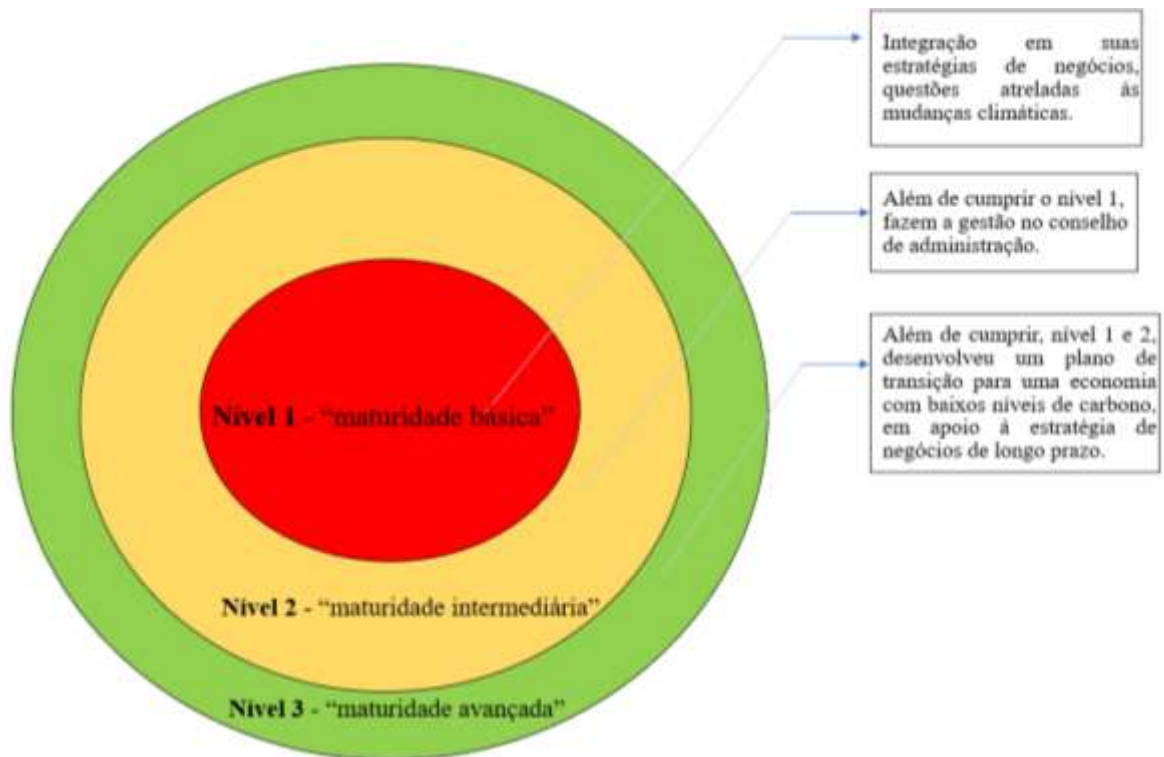 Integração em suas
estratégias de negócios,
questões atreladas às
mudanças climáticas.
Além de cumprir o nível 1,
fazem a gestão no conselho
de administração.
Além de cumprir, nível 1 e 2,
desenvolveu um plano de
transição para uma economia
com baixos níveis de carbono,
em apoio à estratégia de
negócios de longo prazo.
Nível 1 - “maturidade básica”
Nível 2 - “maturidade intermediária”
Nível 3 - “maturidade avançada”